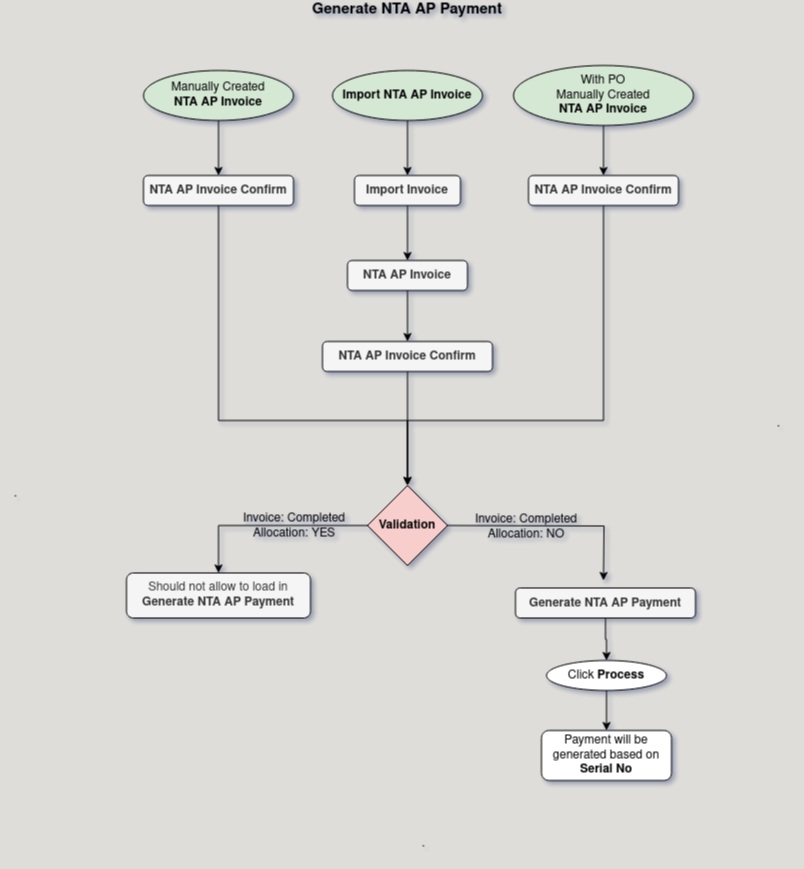 Generate NTA AP Payment
Manually Created
NTA AP Invoice
Import NTA AP Invoice
With PO
Manually Created
NTA AP Invoice
NTA AP Invoice Confirm
Import Invoice
NTA AP Invoice Confirm
NTA AP Invoice
NTA AP Invoice Confirm
Invoice: Completed
Allocation: YES
Validation
Invoice: Completed
Allocation: NO
Should not allow to load in
Generate NTA AP Payment
Generate NTA AP Payment
Click Process
Payment will be
generated based on
Serial No